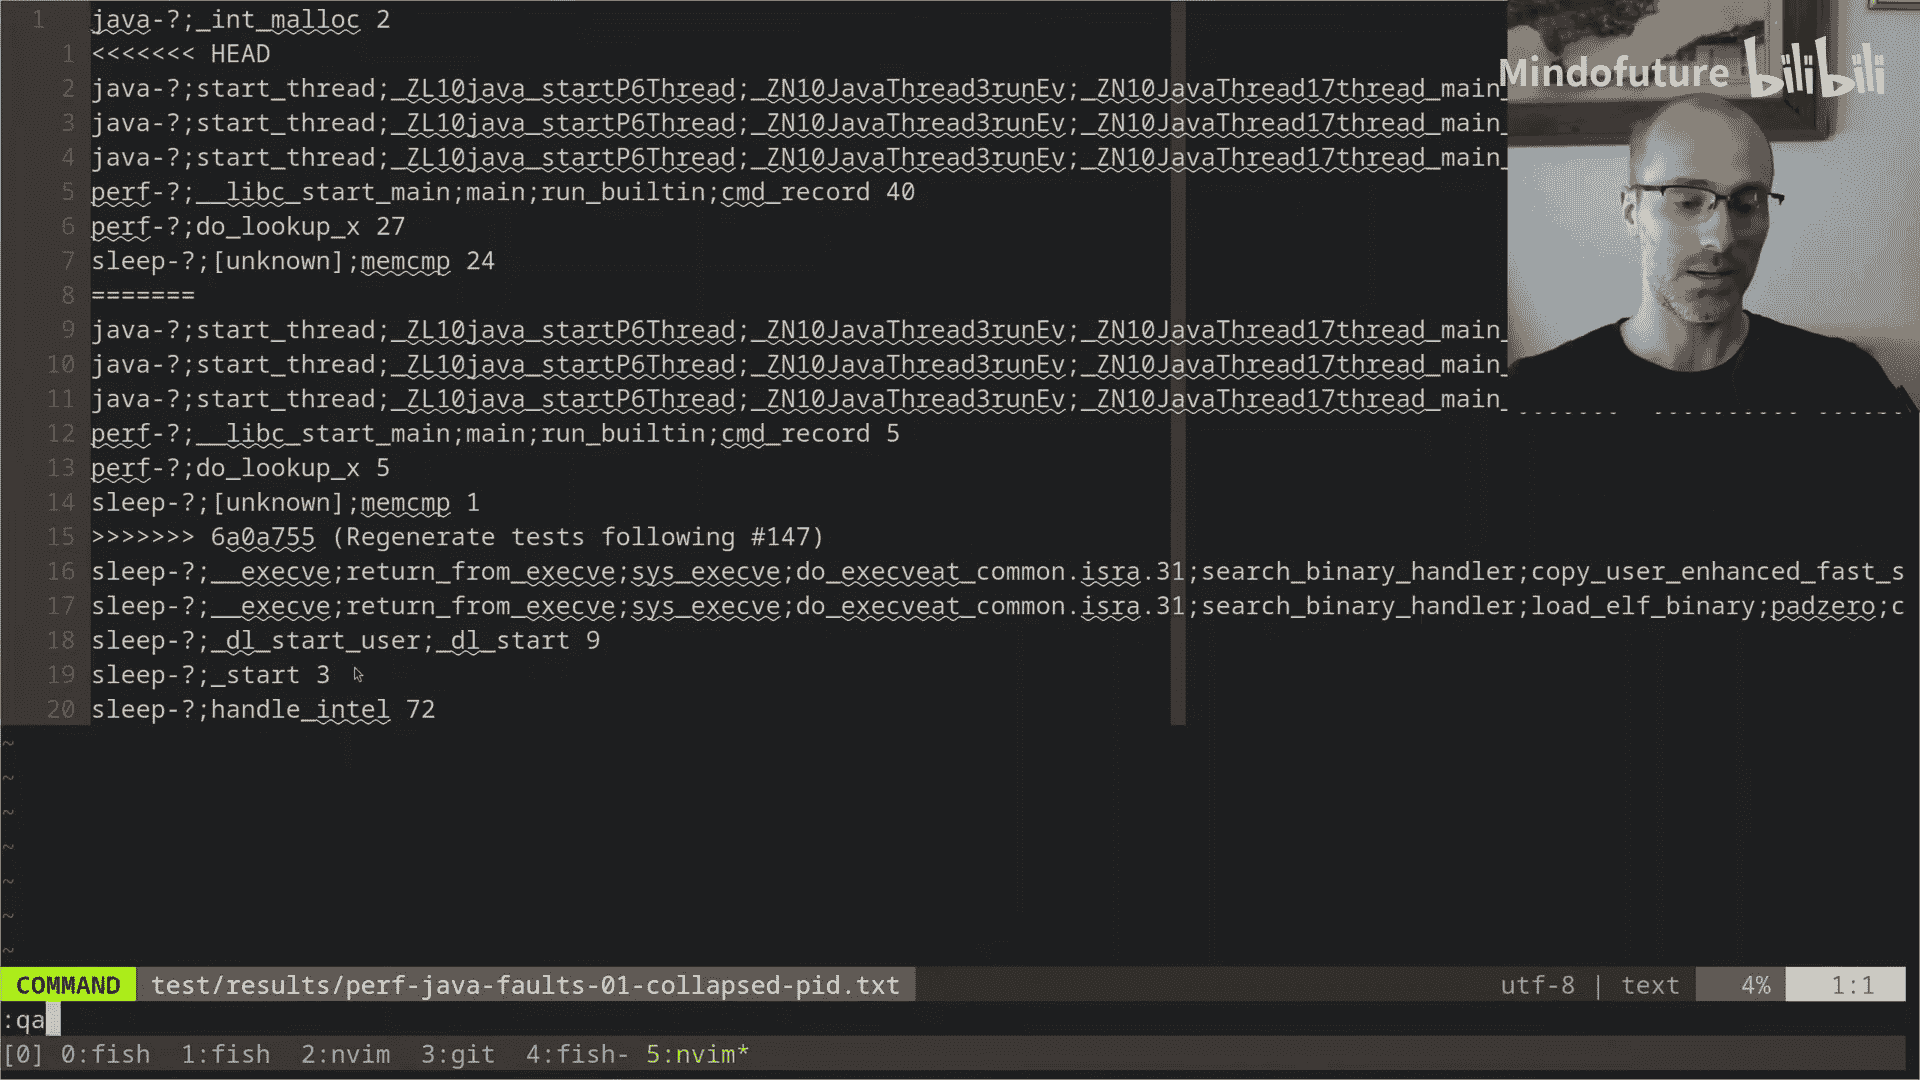 1 java-?;_int_malloc 2
1 <<<<<<< HEAD
2 java-?;start_thread;_ZL10java_startP6Thread;_ZN10JavaThread3runEv;_ZN10JavaThread17thread_main_
3 java-?;start_thread;_ZL10java_startP6Thread;_ZN10JavaThread3runEv;_ZN10JavaThread17thread_main_
4 java-?;start_thread;_ZL10java_startP6Thread;_ZN10JavaThread3runEv;_ZN10JavaThread17thread_main_
5 perf-?;__libc_start_main;main;run_builtin;cmd_record 40
6 perf-?;do_lookup_x 27
7 sleep-?;[unknown];memcmp 24
8 =======
9 java-?;start_thread;_ZL10java_startP6Thread;_ZN10JavaThread3runEv;_ZN10JavaThread17thread_main_
10 java-?;start_thread;_ZL10java_startP6Thread;_ZN10JavaThread3runEv;_ZN10JavaThread17thread_main_
11 java-?;start_thread;_ZL10java_startP6Thread;_ZN10JavaThread3runEv;_ZN10JavaThread17thread_main_
12 perf-?;__libc_start_main;main;run_builtin;cmd_record 5
13 perf-?;do_lookup_x 5
14 sleep-?;[unknown];memcmp 1
15 >>>>>>> 6a0a755 (Regenerate tests following #147)
16 sleep-?;__execve;return_from_execve;sys_execve;do_execveat_common.isra.31;search_binary_handler;copy_user_enhanced_fast_s
17 sleep-?;__execve;return_from_execve;sys_execve;do_execveat_common.isra.31;search_binary_handler;load_elf_binary;padzero;c
18 sleep-?;_dl_start_user;_dl_start 9
19 sleep-?;_start 3
20 sleep-?;handle_intel 72
~
~
~
~
~
~
~
COMMAND test/results/perf-java-faults-01-collapsed-pid.txt utf-8 | text 4% 1:1
:qa
[0] 0:fish 1:fish 2:nvim 3:git 4:fish- 5:nvim*
Mindofuture bilibili